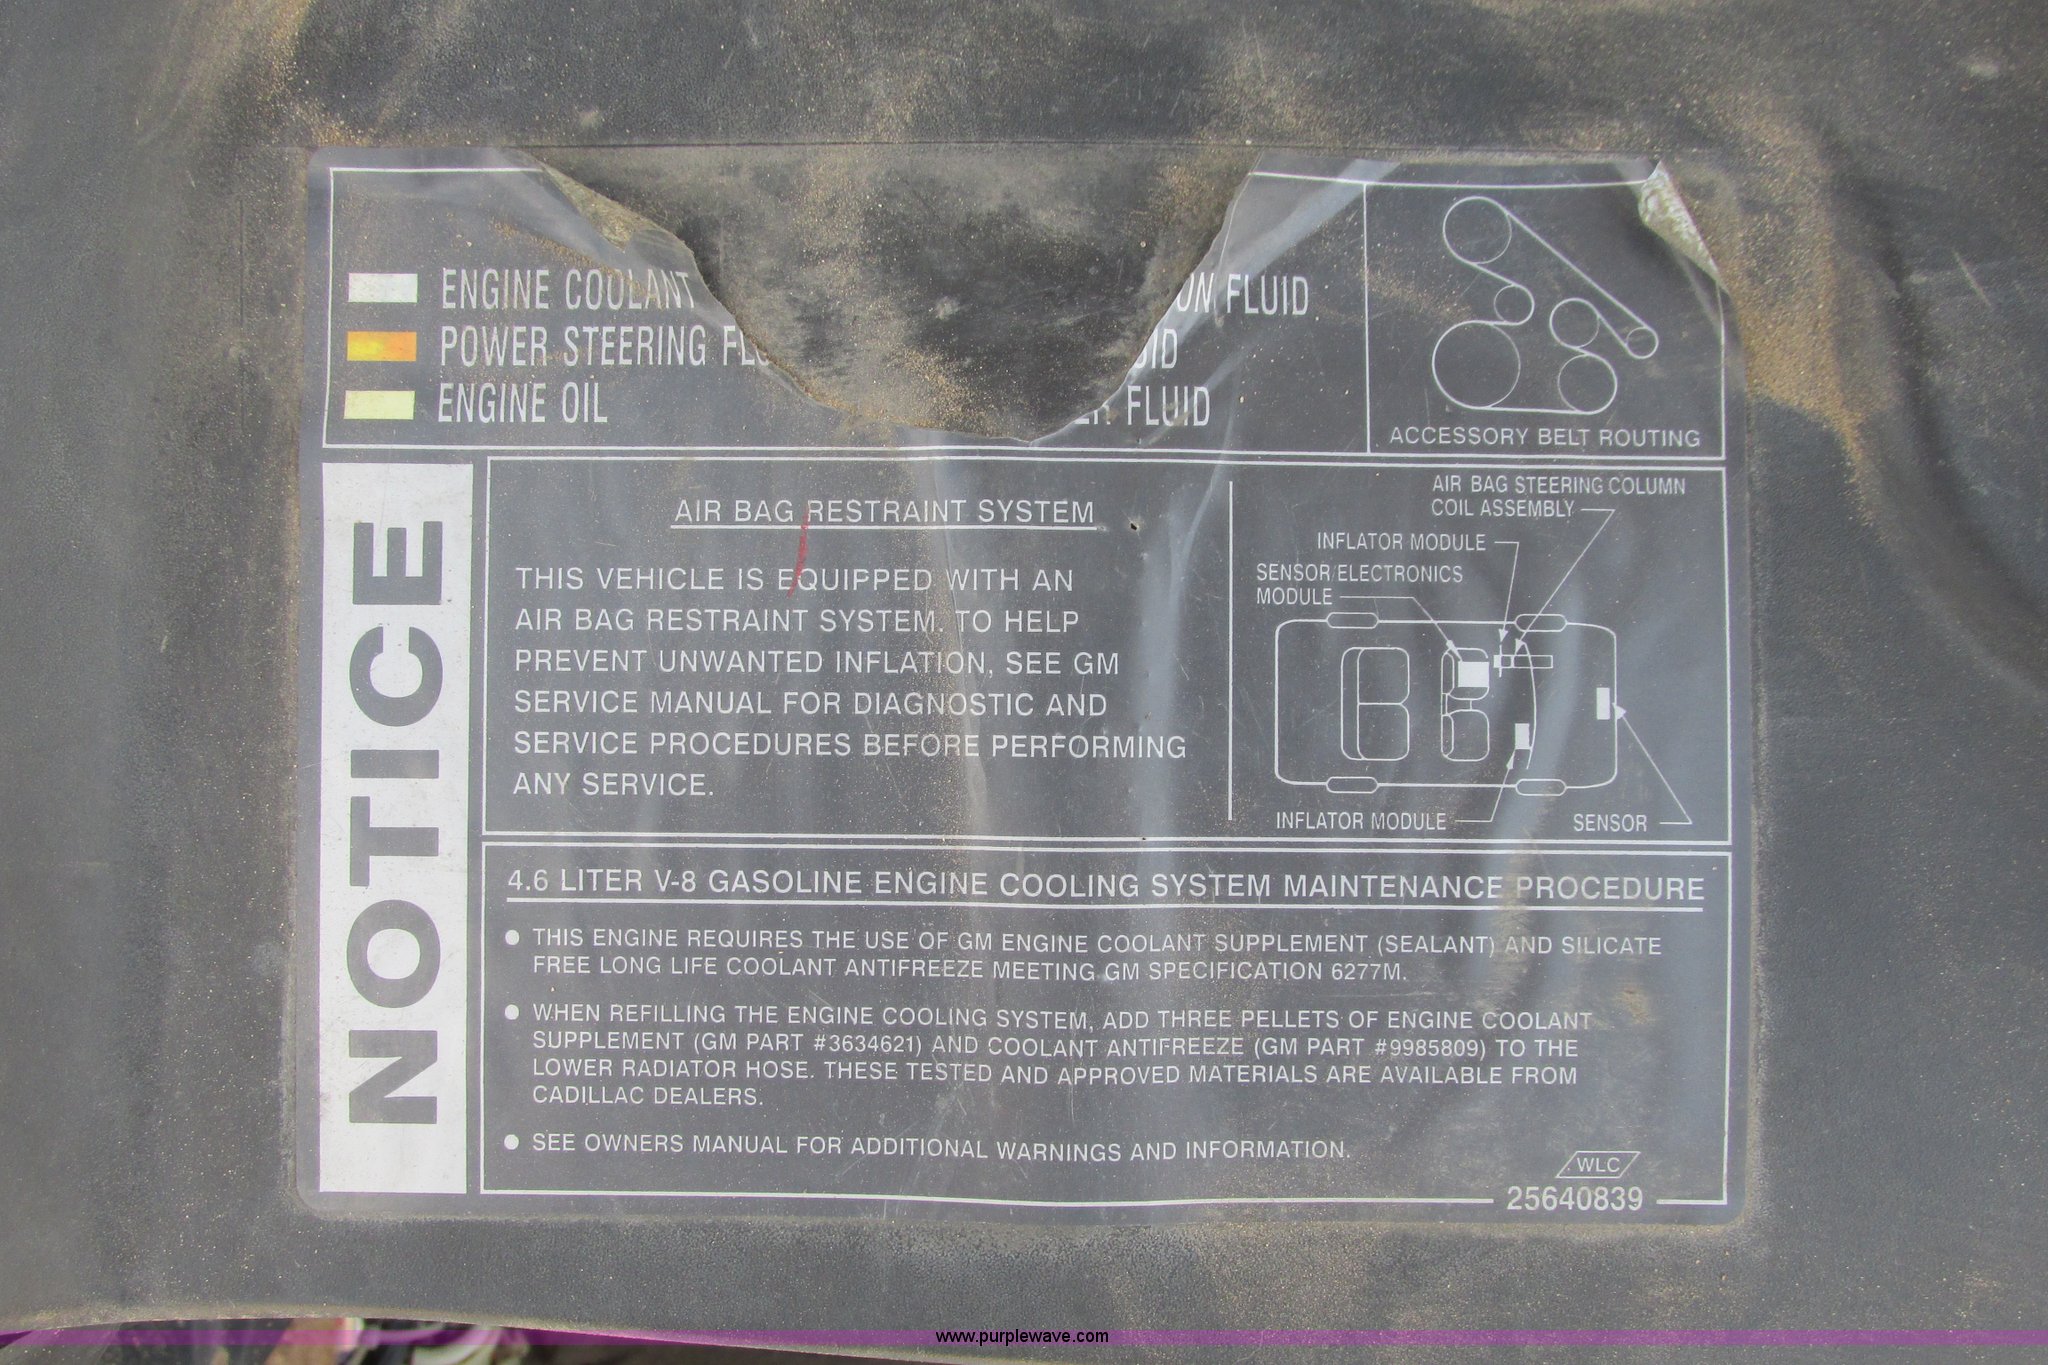 ENGINE COOLANT
FLUID
POWER STEERING
ENGINE OIL
FLUID
ACCESSORY BELT ROUTING
NOTICE
AIR BAG RESTRAINT SYSTEM
THIS VEHICLE IS EQUIPPED WITH AN
AIR BAG RESTRAINT SYSTEM. TO HELP
PREVENT UNWANTED INFLATION, SEE GM
SERVICE MANUAL FOR DIAGNOSTIC AND
SERVICE PROCEDURES BEFORE PERFORMING
ANY SERVICE.
AIR BAG STEERING COLUMN
COIL ASSEMBLY
INFLATOR MODULE
SENSOR/ELECTRONICS
MODULE
INFLATOR MODULE
SENSOR
4.6 LITER V-8 GASOLINE ENGINE COOLING SYSTEM MAINTENANCE PROCEDURE
● THIS ENGINE REQUIRES THE USE OF GM ENGINE COOLANT SUPPLEMENT (SEALANT) AND SILICATE
FREE LONG LIFE COOLANT ANTIFREEZE MEETING GM SPECIFICATION 6277M.
● WHEN REFILLING THE ENGINE COOLING SYSTEM, ADD THREE PELLETS OF ENGINE COOLANT
SUPPLEMENT (GM PART #3634621) AND COOLANT ANTIFREEZE (GM PART #9985809) TO THE
LOWER RADIATOR HOSE. THESE TESTED AND APPROVED MATERIALS ARE AVAILABLE FROM
CADILLAC DEALERS.
● SEE OWNERS MANUAL FOR ADDITIONAL WARNINGS AND INFORMATION.
WLC
25640839
www.purplewave.com